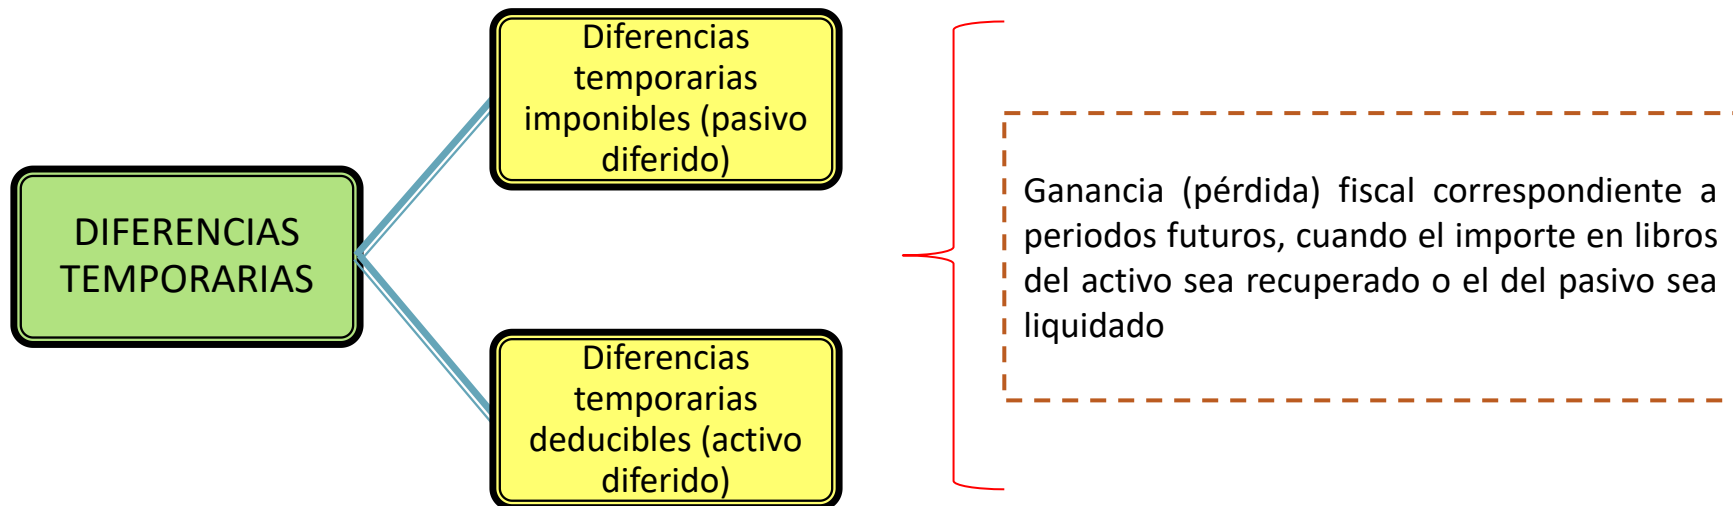 DIFERENCIAS
TEMPORARIAS
Diferencias
temporarias
imponibles (pasivo
diferido)
Diferencias
temporarias
deducibles (activo
diferido)
Ganancia (pérdida) fiscal correspondiente a
periodos futuros, cuando el importe en libros
del activo sea recuperado o el del pasivo sea
liquidado